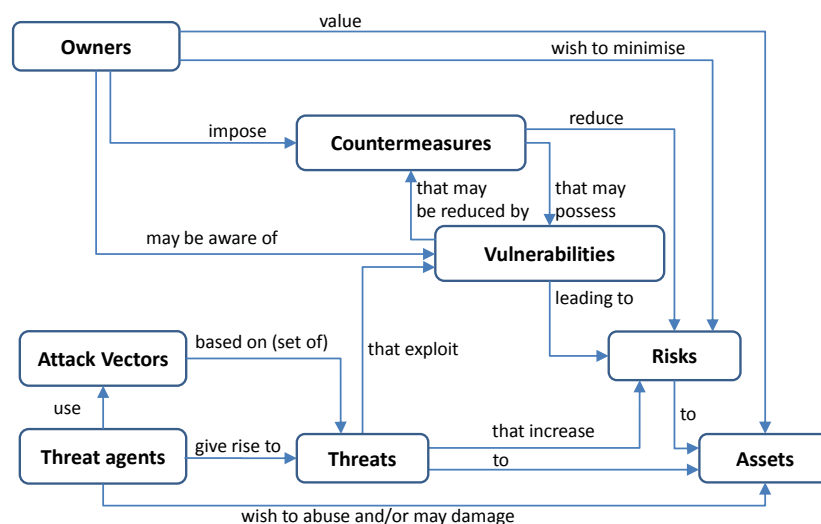 value
Owners
wish to minimise
impose
Countermeasures
reduce
that may
be reduced by
that may
possess
may be aware of
Vulnerabilities
leading to
based on (set of)
that exploit
Attack Vectors
Risks
use
to
that increase
give rise to
Threat agents
Threats
to
Assets
wish to abuse and/or may damage